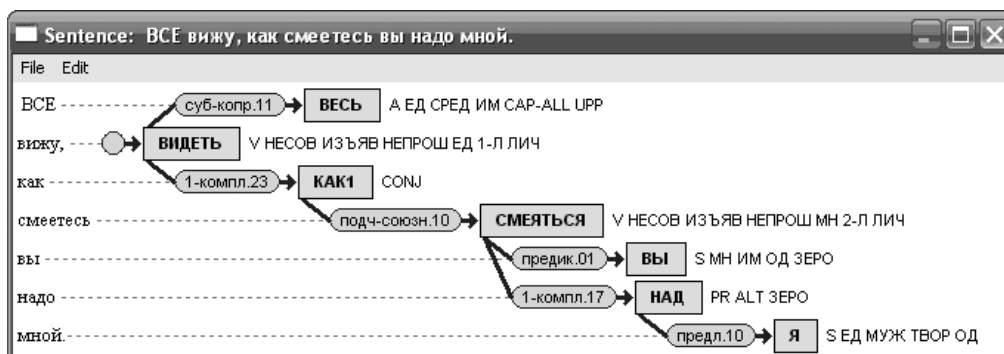 Sentence: ВСЕ вижу, как смеетесь вы надо мной.
File Edit
ВСЕ суб-копр.11 ВЕСЬ А ЕД СРЕД ИМ CAP-ALL UPP
вижу, ВИДЕТЬ V НЕСОВ ИЗЪЯВ НЕПРОШ ЕД 1-Л ЛИЧ
как 1-компл.23 КАК1 CONJ
смеетесь подч-союзн.10 СМЕЯТЬСЯ V НЕСОВ ИЗЪЯВ НЕПРОШ МН 2-Л ЛИЧ
вы предик.01 ВЫ S МН ИМ ОД ЗЕРО
надо 1-компл.17 НАД PR ALT ЗЕРО
мной. предл.10 Я S ЕД МУЖ ТВОР ОД